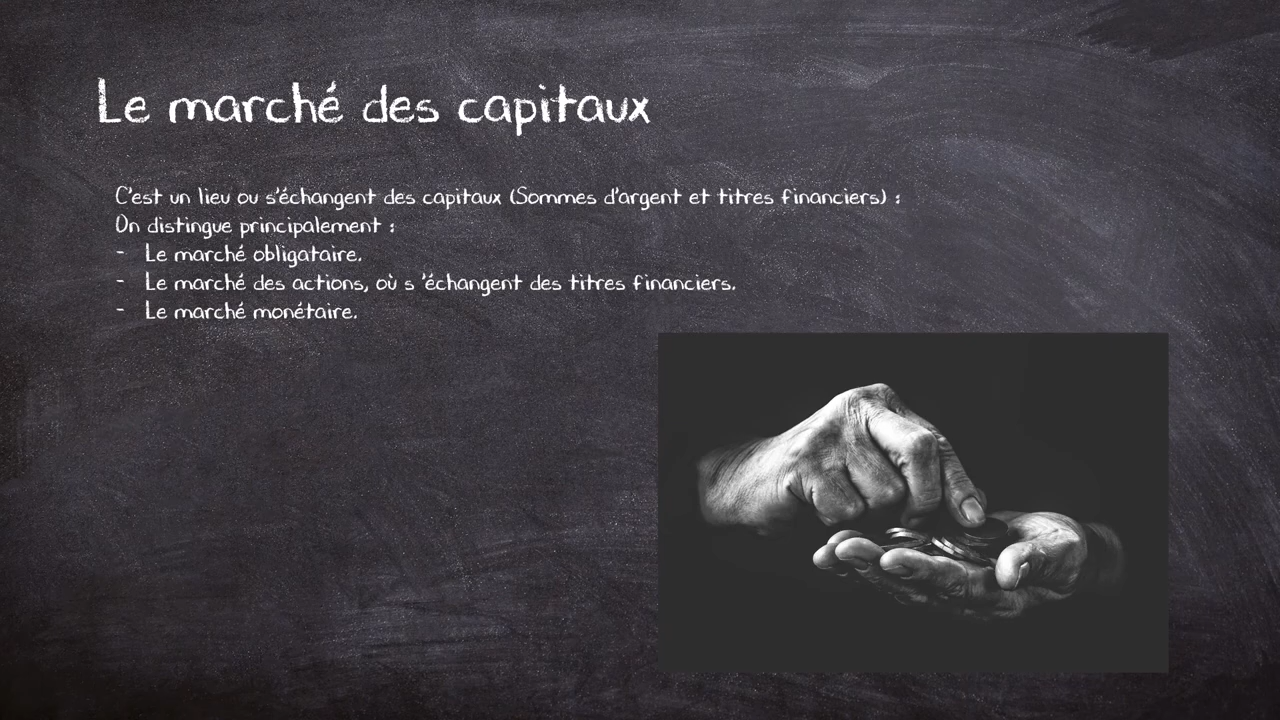 Le marché des capitaux
C'est un lieu ou s'échangent des capitaux (Sommes d'argent et titres financiers) :
On distingue principalement :
- Le marché obligataire.
- Le marché des actions, où s 'échangent des titres financiers.
- Le marché monétaire.